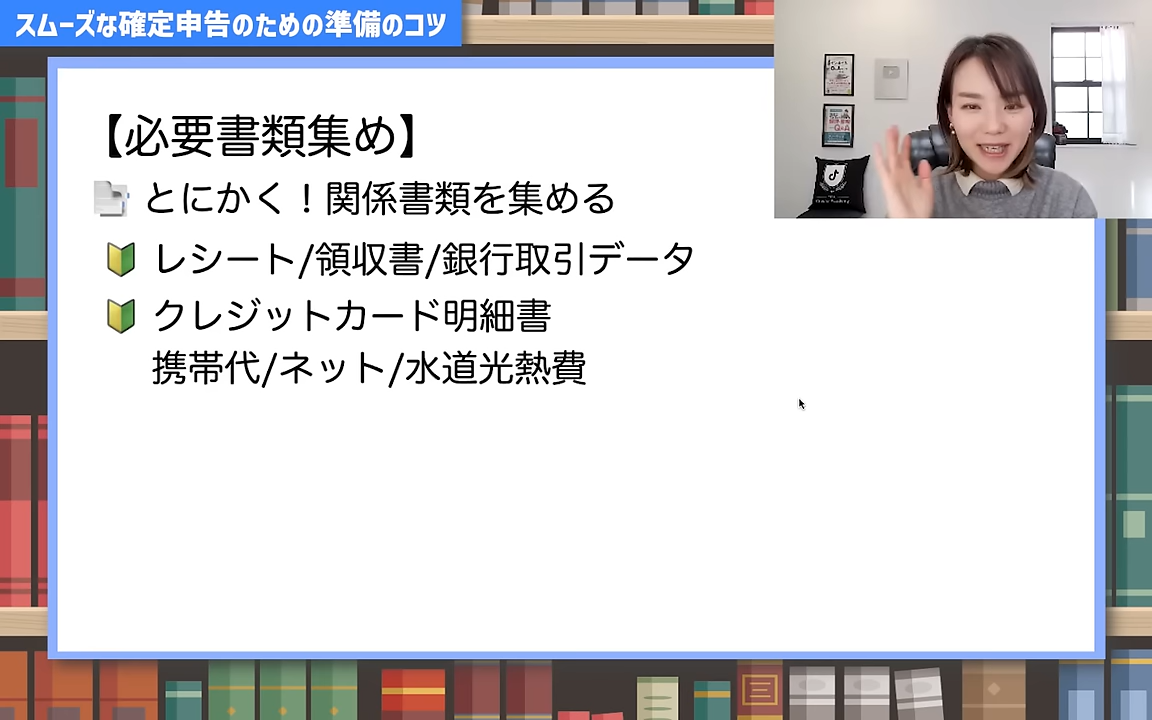 スムーズな確定申告のための準備のコツ
【必要書類集め】
とにかく！関係書類を集める
レシート/領収書/銀行取引データ
クレジットカード明細書
携帯代/ネット/水道光熱費